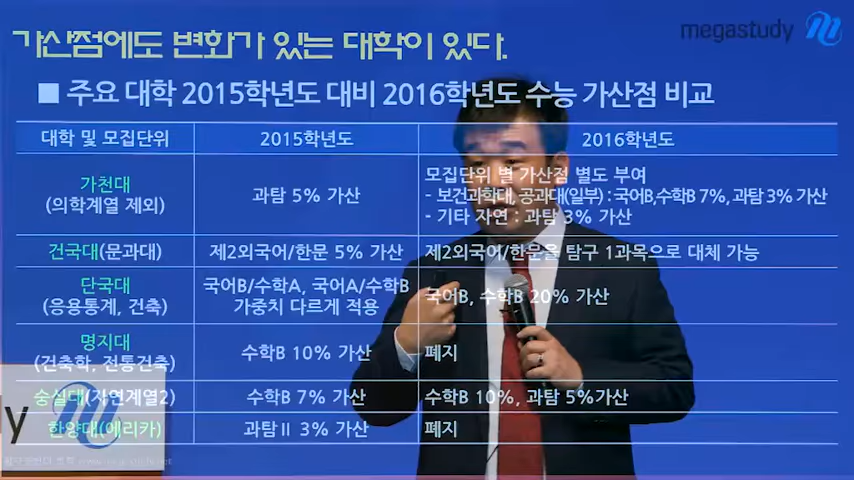 가산점에도 변화가 있는 대학이 있다.
megastudy
■ 주요 대학 2015학년도 대비 2016학년도 수능 가산점 비교
대학 및 모집단위 2015학년도 2016학년도
가천대
(의학계열 제외)
과탐 5% 가산
모집단위 별 가산점 별도 부여
- 보건과학대, 공과대(일부) : 국어B,수학B 7%, 과탐 3% 가산
- 기타 자연 : 과탐 3% 가산
건국대(문과대) 제2외국어/한문 5% 가산 제2외국어/한문을 탐구 1과목으로 대체 가능
단국대
(응용통계, 건축)
국어B/수학A, 국어A/수학B
가중치 다르게 적용
국어B, 수학B 20% 가산
명지대
(건축학, 전통건축)
수학B 10% 가산 폐지
숭실대(자연계열2) 수학B 7% 가산 수학B 10%, 과탐 5%가산
한양대(에리카) 과탐Ⅱ 3% 가산 폐지
y